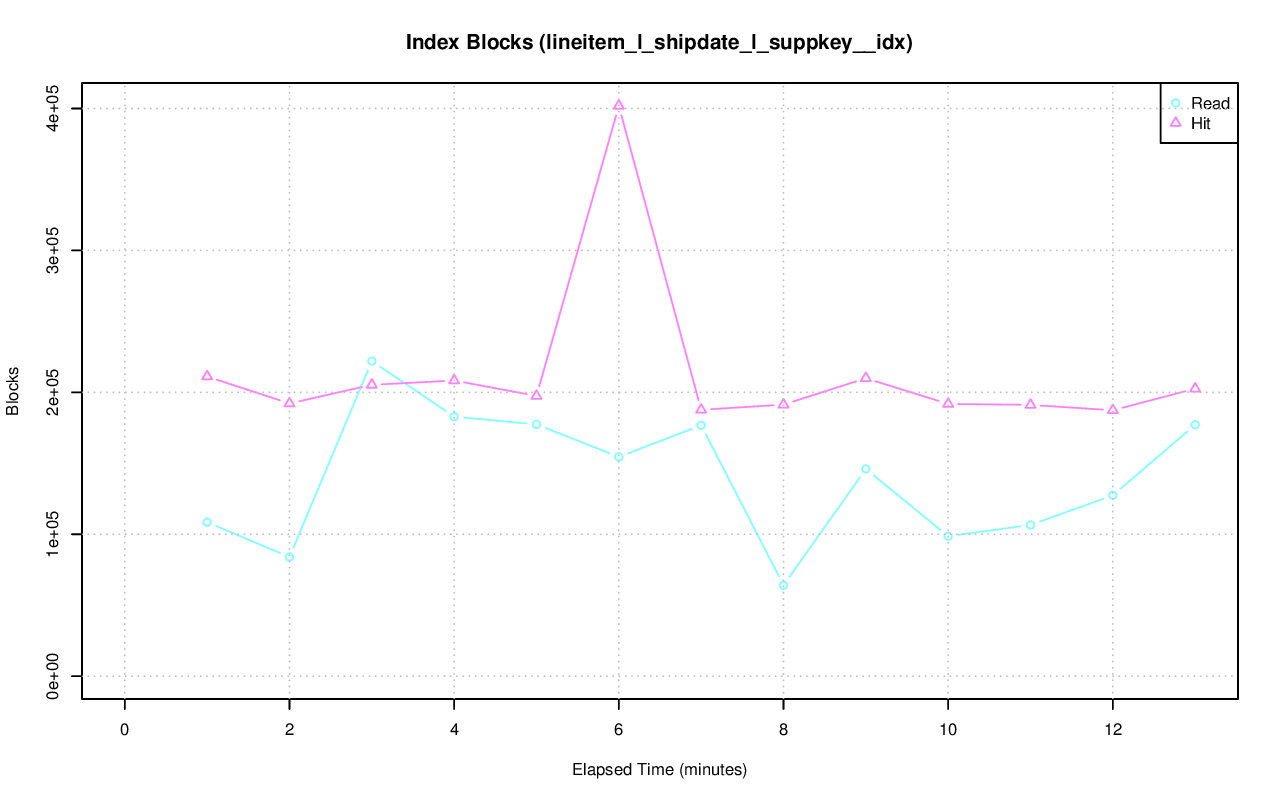 Index Blocks (lineitem_l_shipdate_l_suppkey__idx)
Read
Hit
Blocks
4e+05
3e+05
2e+05
1e+05
0e+00
0 2 4 6 8 10 12
Elapsed Time (minutes)